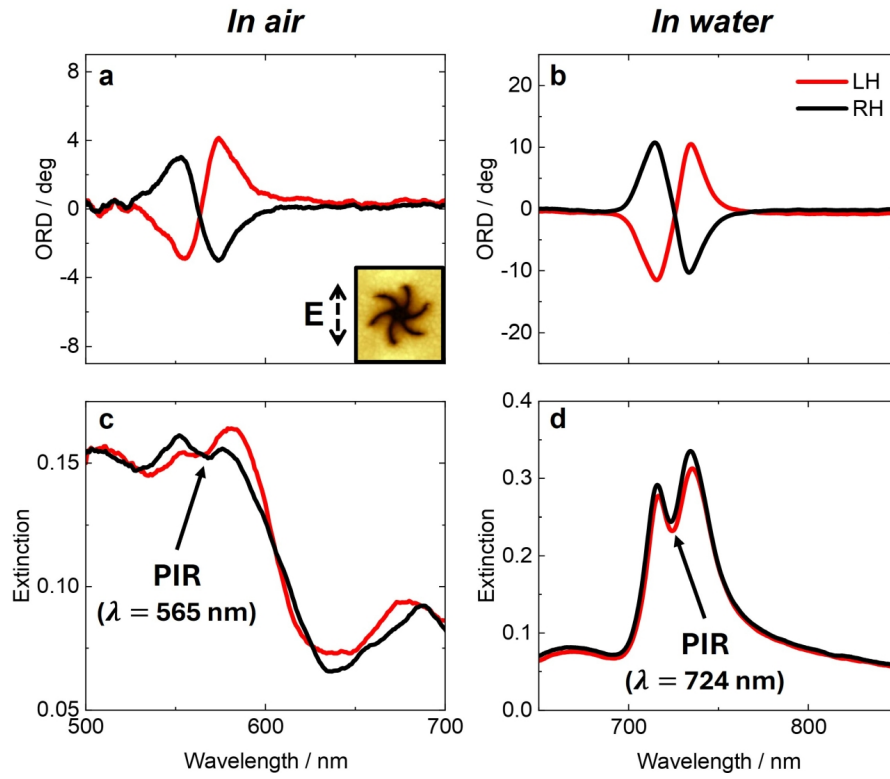 In air
In water
a
8
4
0
-4
-8
ORD / deg
E
b
20
10
0
-10
-20
ORD / deg
LH
RH
c
0.15
0.10
0.05
Extinction
PIR
(λ = 565 nm)
500
600
700
Wavelength / nm
d
0.4
0.3
0.2
0.1
0.0
Extinction
PIR
(λ = 724 nm)
700
800
Wavelength / nm